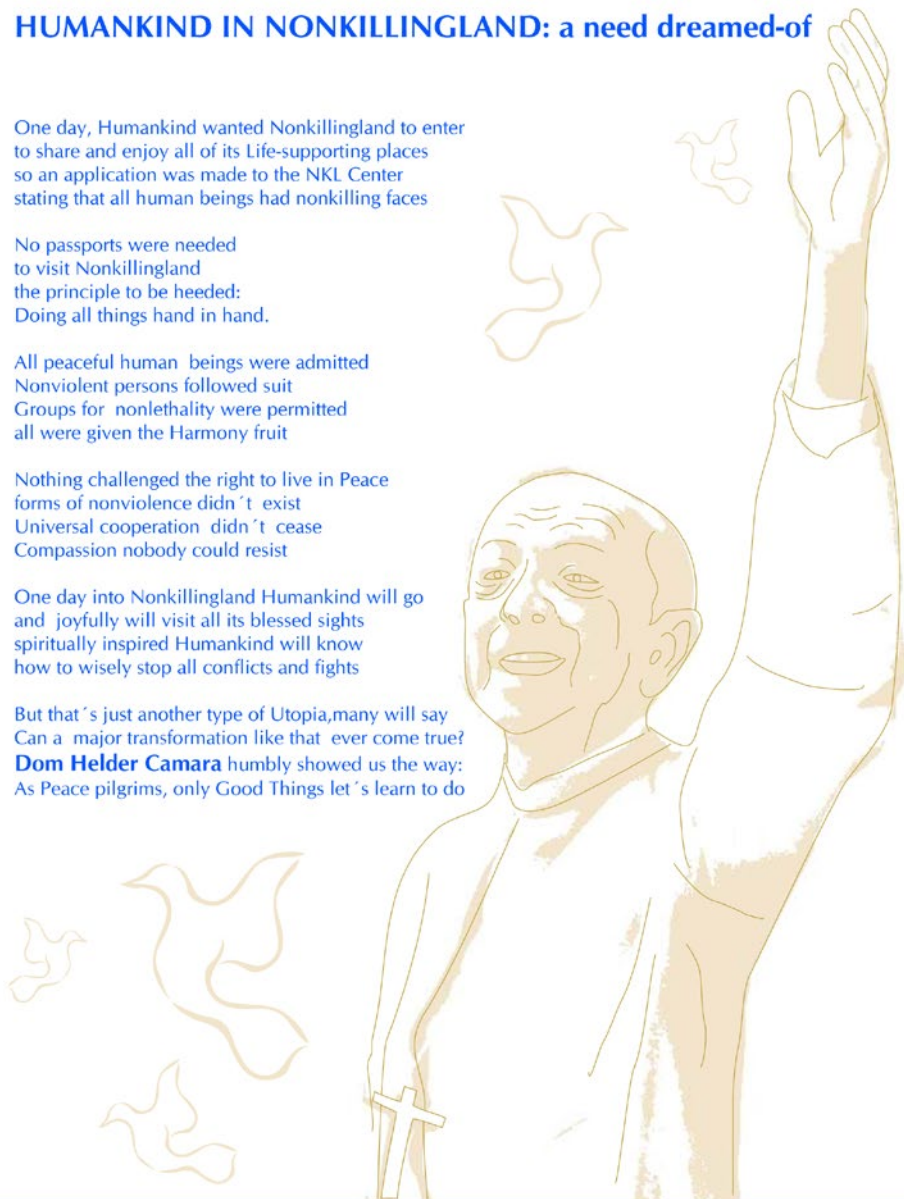 HUMANKIND IN NONKILLINGLAND: a need dreamed-of
One day, Humankind wanted Nonkillingland to enter
to share and enjoy all of its Life-supporting places
so an application was made to the NKL Center
stating that all human beings had nonkilling faces
No passports were needed
to visit Nonkillingland
the principle to be heeded:
Doing all things hand in hand.
All peaceful human  beings were admitted
Nonviolent persons followed suit
Groups for  nonlethality were permitted
all were given the Harmony fruit
Nothing challenged the right to live in Peace
forms of nonviolence didn´t  exist
Universal cooperation  didn´t  cease
Compassion nobody could resist
One day into Nonkillingland Humankind will go
and  joyfully will visit all its blessed sights
spiritually inspired Humankind will know
how to wisely stop all conflicts and fights
But that´s just another type of Utopia,many will say
Can a  major transformation like that  ever come true?
Dom Helder Camara humbly showed us the way:
As Peace pilgrims, only Good Things let´s learn to do